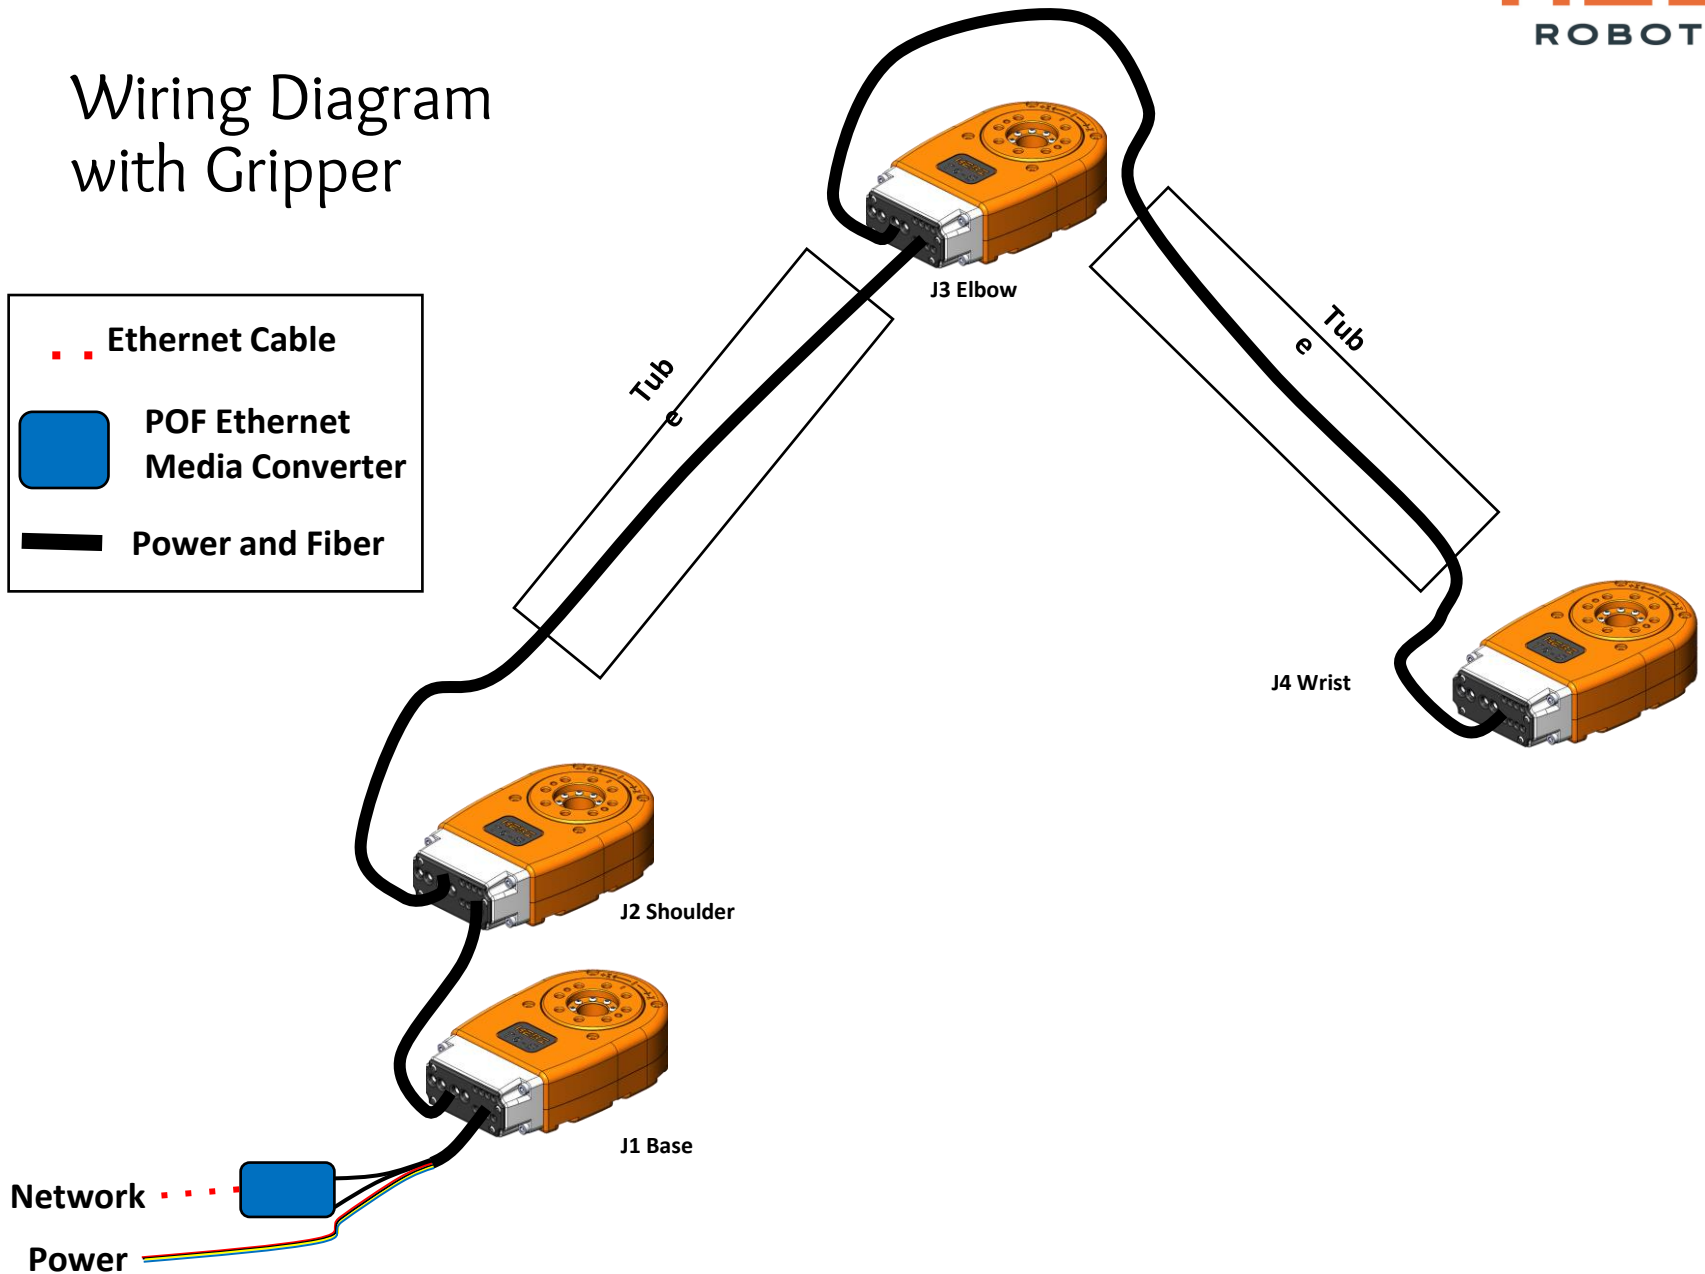 ROBOT
Wiring Diagram
with Gripper
J3 Elbow
Ethernet Cable
POF Ethernet
Media Converter
Power and Fiber
Tub
e
Tub
e
J4 Wrist
J2 Shoulder
J1 Base
Network
Power